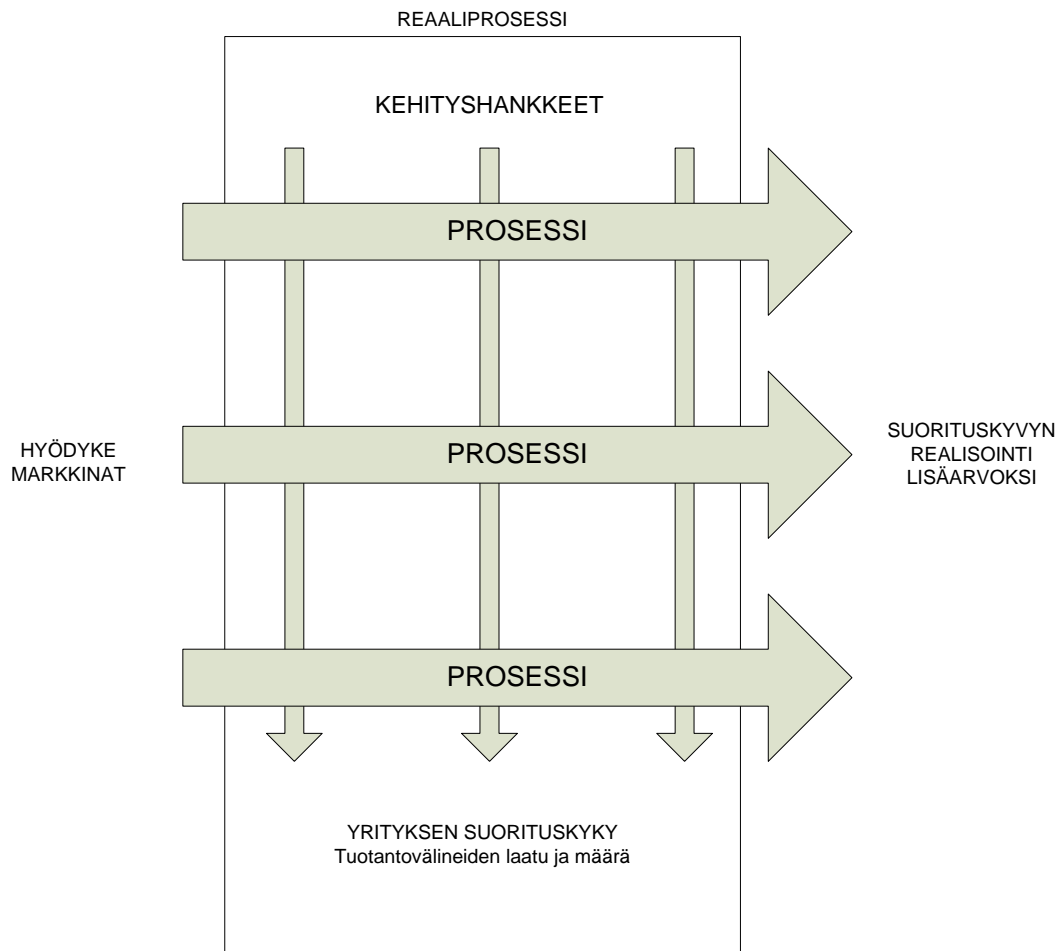 REAALIPROSESSI
KEHITYSHANKKEET
PROSESSI
HYÖDYKE
MARKKINAT
PROSESSI
SUORITUSKYVYN
REALISOINTI
LISÄARVOKSI
PROSESSI
YRITYKSEN SUORITUSKYKY
Tuotantovälineiden laatu ja määrä